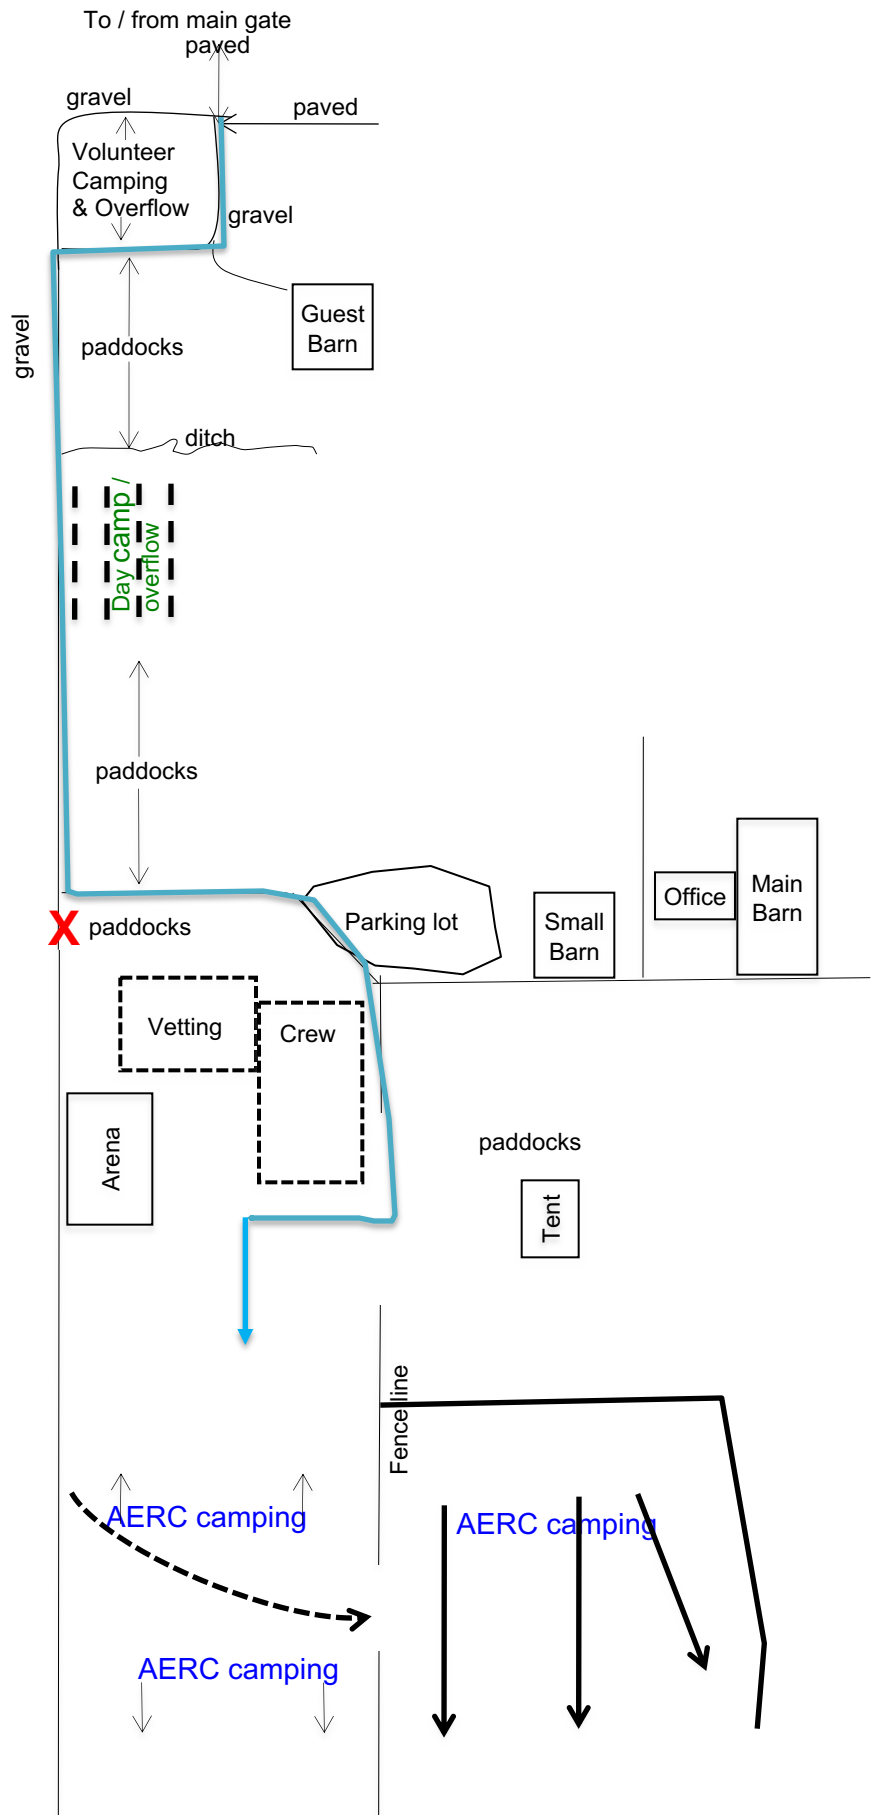 To / from main gate
paved
gravel
paved
Volunteer
Camping
& Overflow
gravel
Guest
Barn
gravel
paddocks
ditch
Day camp /
overflow
paddocks
Main
Barn
Office
Small
Barn
Parking lot
X
paddocks
Vetting
Crew
Arena
paddocks
Tent
Fence line
AERC camping
AERC camping
AERC camping